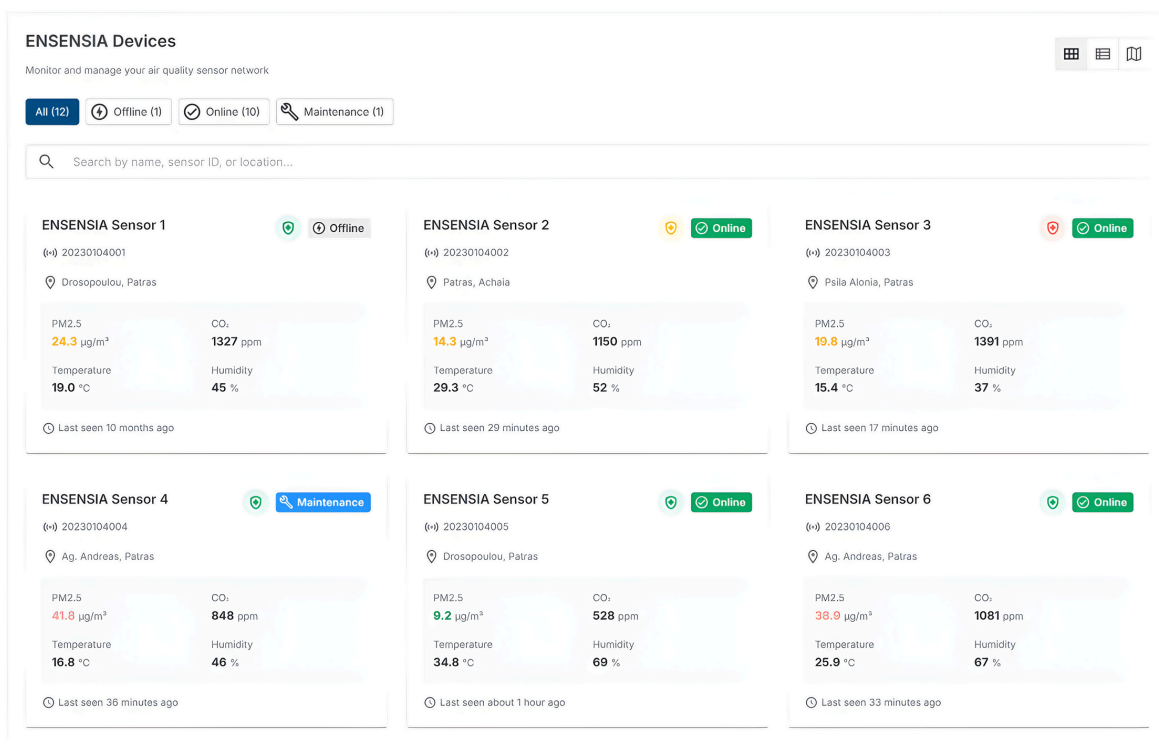 ENSENSIA Devices
Monitor and manage your air quality sensor network
All (12) Offline (1) Online (10) Maintenance (1)
Search by name, sensor ID, or location...
ENSENSIA Sensor 1 Offline
20230104001
Drosopoulou, Patras
PM2.5 CO₂
24.3 µg/m³ 1327 ppm
Temperature Humidity
19.0 °C 45 %
Last seen 10 months ago
ENSENSIA Sensor 2 Online
20230104002
Patras, Achaia
PM2.5 CO₂
14.3 µg/m³ 1150 ppm
Temperature Humidity
29.3 °C 52 %
Last seen 29 minutes ago
ENSENSIA Sensor 3 Online
20230104003
Psila Alonia, Patras
PM2.5 CO₂
19.8 µg/m³ 1391 ppm
Temperature Humidity
15.4 °C 37 %
Last seen 17 minutes ago
ENSENSIA Sensor 4 Maintenance
20230104004
Ag. Andreas, Patras
PM2.5 CO₂
41.8 µg/m³ 848 ppm
Temperature Humidity
16.8 °C 46 %
Last seen 36 minutes ago
ENSENSIA Sensor 5 Online
20230104005
Drosopoulou, Patras
PM2.5 CO₂
9.2 µg/m³ 528 ppm
Temperature Humidity
34.8 °C 69 %
Last seen about 1 hour ago
ENSENSIA Sensor 6 Online
20230104006
Ag. Andreas, Patras
PM2.5 CO₂
38.9 µg/m³ 1081 ppm
Temperature Humidity
25.9 °C 67 %
Last seen 33 minutes ago